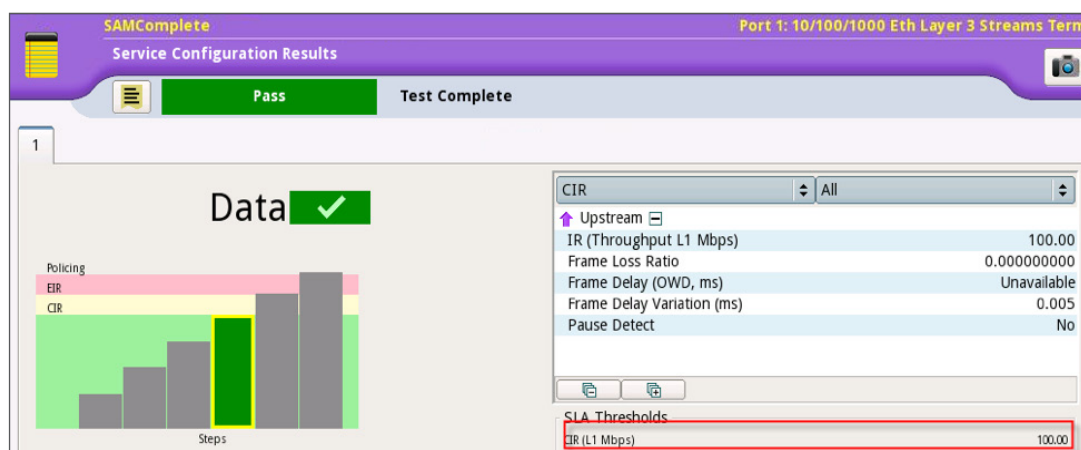 SAMComplete
Port 1: 10/100/1000 Eth Layer 3 Streams Term
Service Configuration Results
Pass
Test Complete
1
Data
CIR
All
Upstream
IR (Throughput L1 Mbps) 100.00
Frame Loss Ratio 0.000000000
Frame Delay (OWD, ms) Unavailable
Frame Delay Variation (ms) 0.005
Pause Detect No
Policing
EIR
CIR
Steps
SLA Thresholds
CIR (L1 Mbps) 100.00